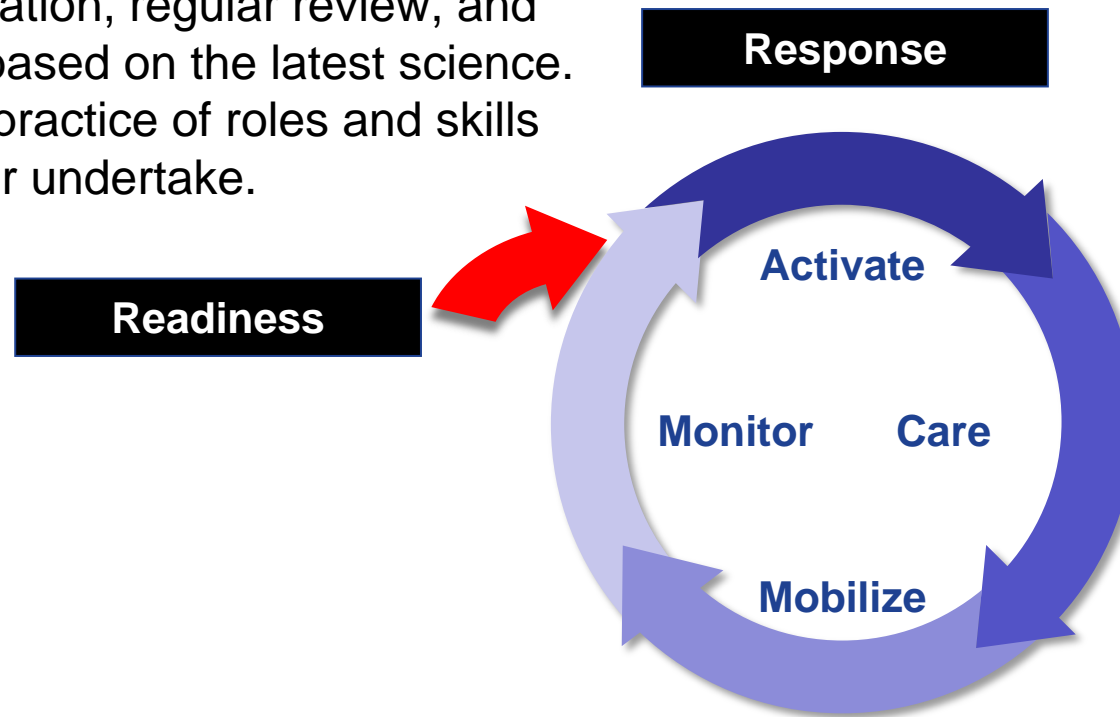 ation, regular review, and
based on the latest science.
practice of roles and skills
r undertake.
Response
Readiness
Activate
Monitor Care
Mobilize